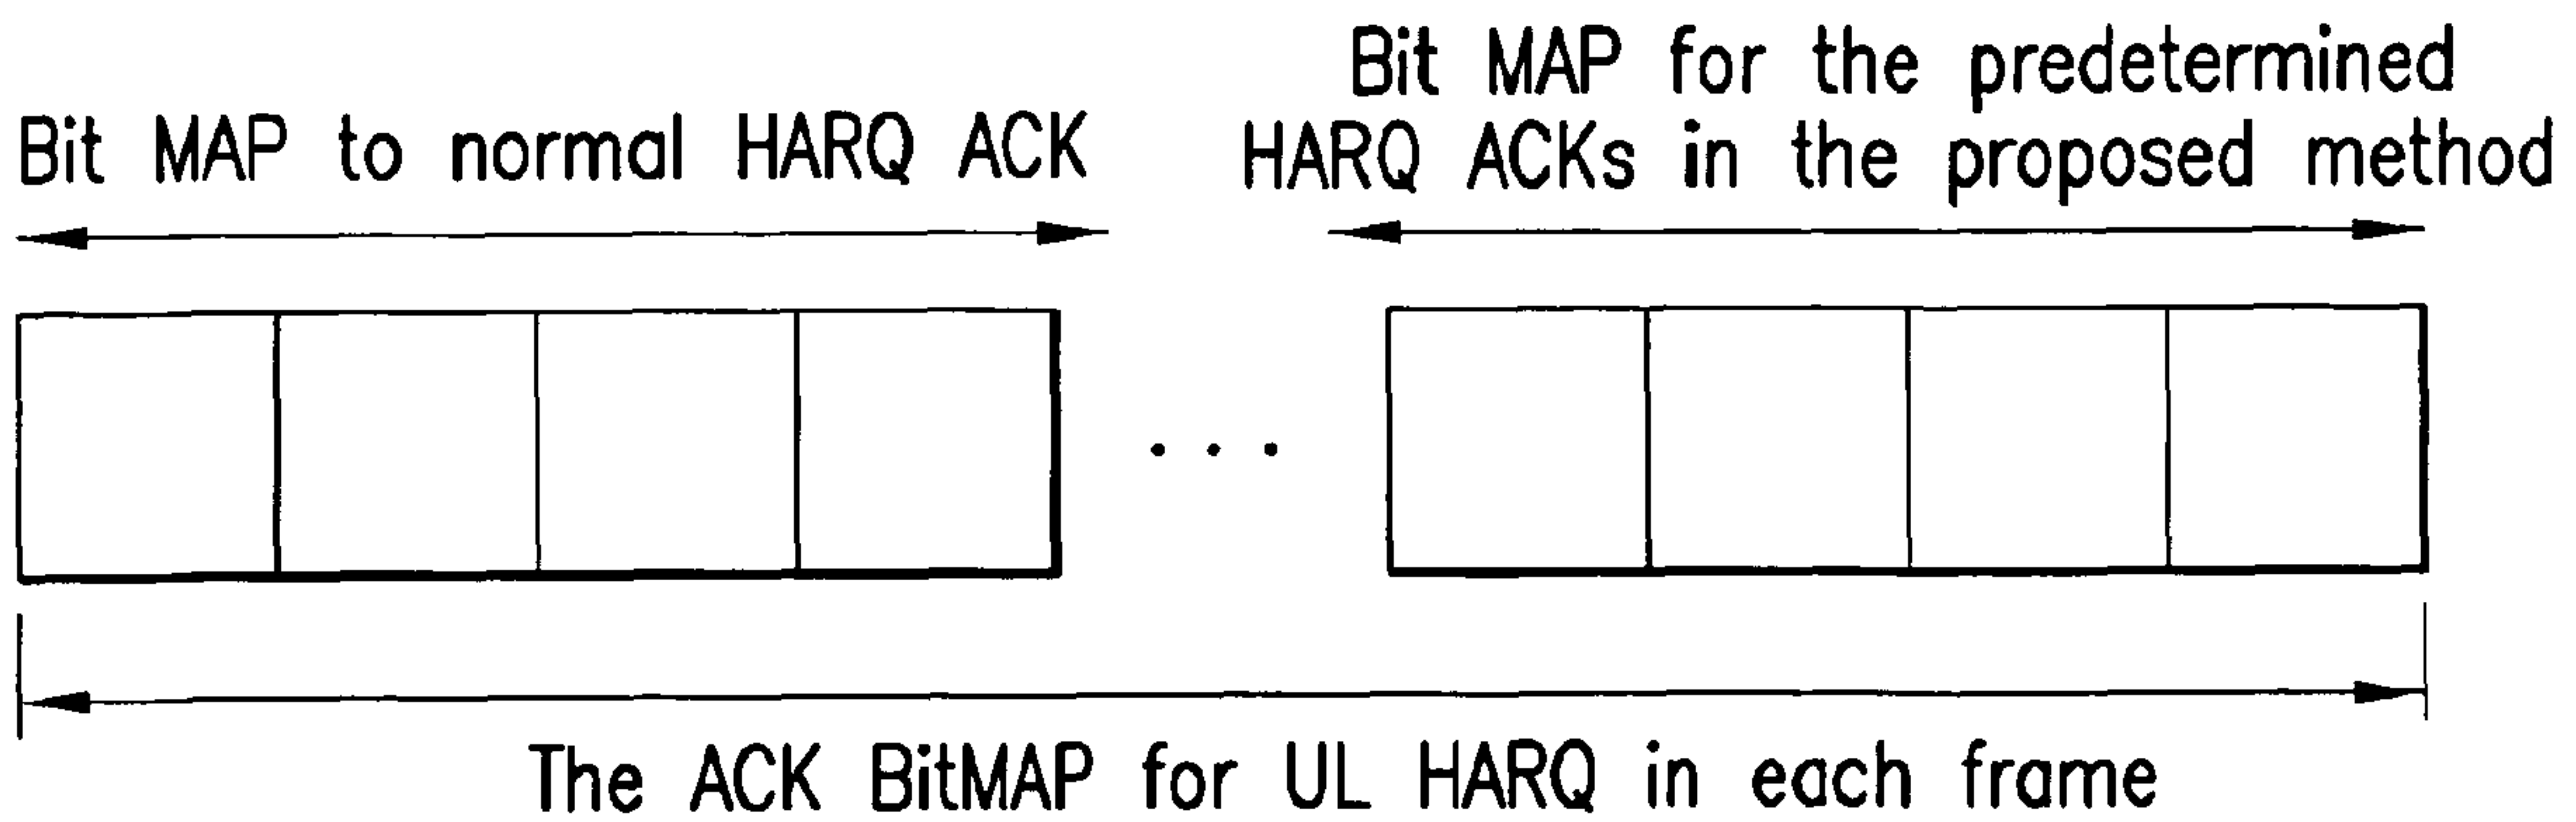 Bit MAP to normal HARQ ACK
Bit MAP for the predetermined
HARQ ACKs in the proposed method
The ACK BitMAP for UL HARQ in each frame